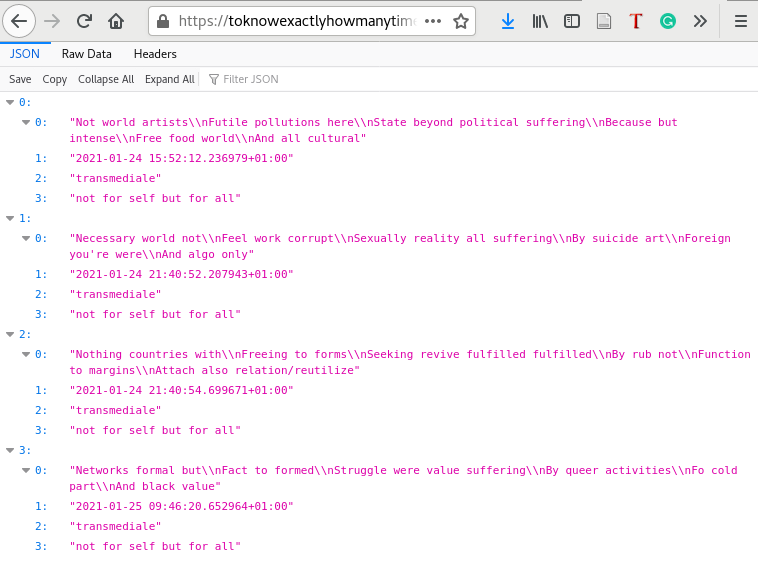 https://toknowexactlyhowmanytime
JSON Raw Data Headers
Save Copy Collapse All Expand All Filter JSON
0:
0: "Not world artists\\nFutile pollutions here\\nState beyond political suffering\\nBecause but
intense\\nFree food world\\nAnd all cultural"
1: "2021-01-24 15:52:12.236979+01:00"
2: "transmediale"
3: "not for self but for all"
1:
0: "Necessary world not\\nFeel work corrupt\\nSexually reality all suffering\\nBy suicide art\\nForeign
you're were\\nAnd algo only"
1: "2021-01-24 21:40:52.207943+01:00"
2: "transmediale"
3: "not for self but for all"
2:
0: "Nothing countries with\\nFreeing to forms\\nSeeking revive fulfilled fulfilled\\nBy rub not\\nFunction
to margins\\nAttach also relation/reutilize"
1: "2021-01-24 21:40:54.699671+01:00"
2: "transmediale"
3: "not for self but for all"
3:
0: "Networks formal but\\nFact to formed\\nStruggle were value suffering\\nBy queer activities\\nFo cold
part\\nAnd black value"
1: "2021-01-25 09:46:20.652964+01:00"
2: "transmediale"
3: "not for self but for all"